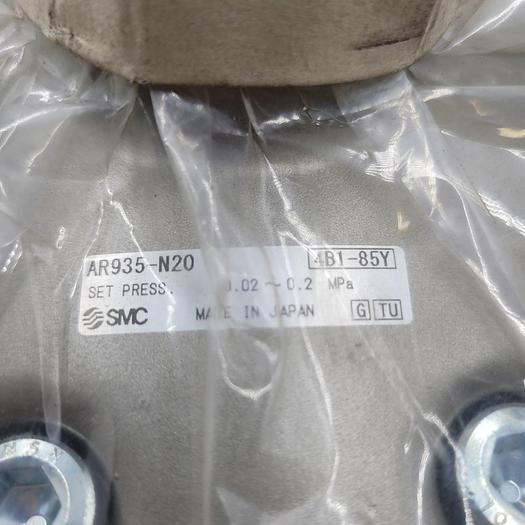 AR935-N20 4B1-85Y
SET PRESS. 0.02～0.2 MPa
SMC MADE IN JAPAN G TU